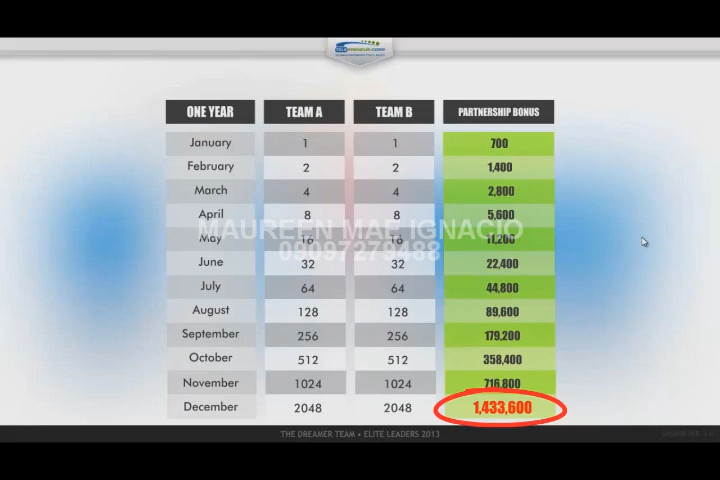 ONE YEAR TEAM A TEAM B PARTNERSHIP BONUS
January 1 1 700
February 2 2 1,400
March 4 4 2,800
April 8 8 5,600
MAUREEN MAE IGNACIO
May 16 16 11,200
09097279488
June 32 32 22,400
July 64 64 44,800
August 128 128 89,600
September 256 256 179,200
October 512 512 358,400
November 1024 1024 716,800
December 2048 2048 1,433,600
THE DREAMER TEAM • ELITE LEADERS 2013